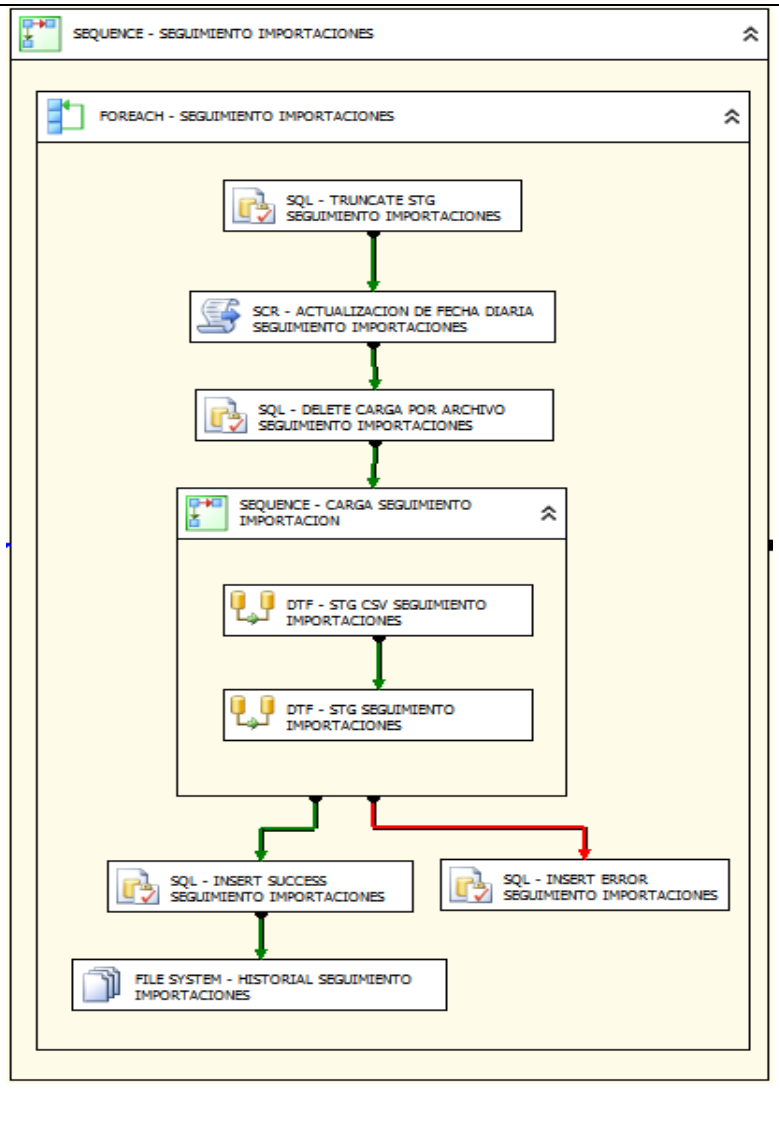 SEQUENCE - SEGUIMIENTO IMPORTACIONES
FOREACH - SEGUIMIENTO IMPORTACIONES
SQL - TRUNCATE STG
SEGUIMIENTO IMPORTACIONES
SCR - ACTUALIZACION DE FECHA DIARIA
SEGUIMIENTO IMPORTACIONES
SQL - DELETE CARGA POR ARCHIVO
SEGUIMIENTO IMPORTACIONES
SEQUENCE - CARGA SEGUIMIENTO
IMPORTACION
DTF - STG CSV SEGUIMIENTO
IMPORTACIONES
DTF - STG SEGUIMIENTO
IMPORTACIONES
SQL - INSERT SUCCESS
SEGUIMIENTO IMPORTACIONES
SQL - INSERT ERROR
SEGUIMIENTO IMPORTACIONES
FILE SYSTEM - HISTORIAL SEGUIMIENTO
IMPORTACIONES